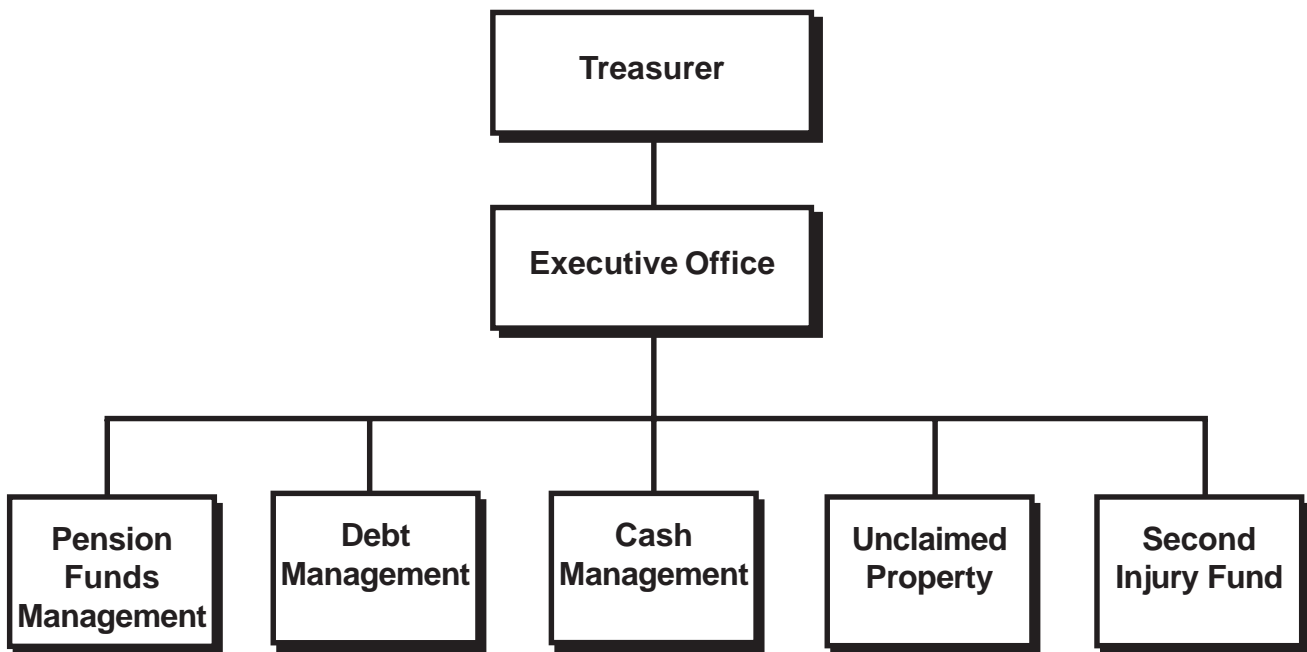 Treasurer
Executive Office
Pension
Funds
Management
Debt
Management
Cash
Management
Unclaimed
Property
Second
Injury Fund